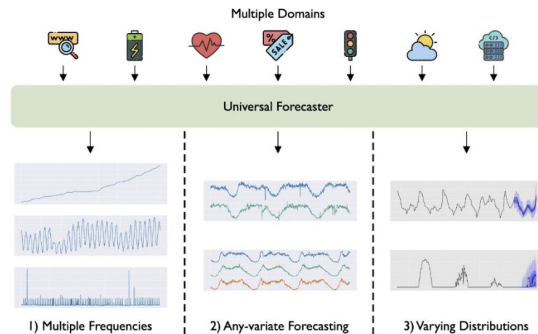 Multiple Domains
WWW
% SALE
</>
Universal Forecaster
1) Multiple Frequencies
2) Any-variate Forecasting
3) Varying Distributions